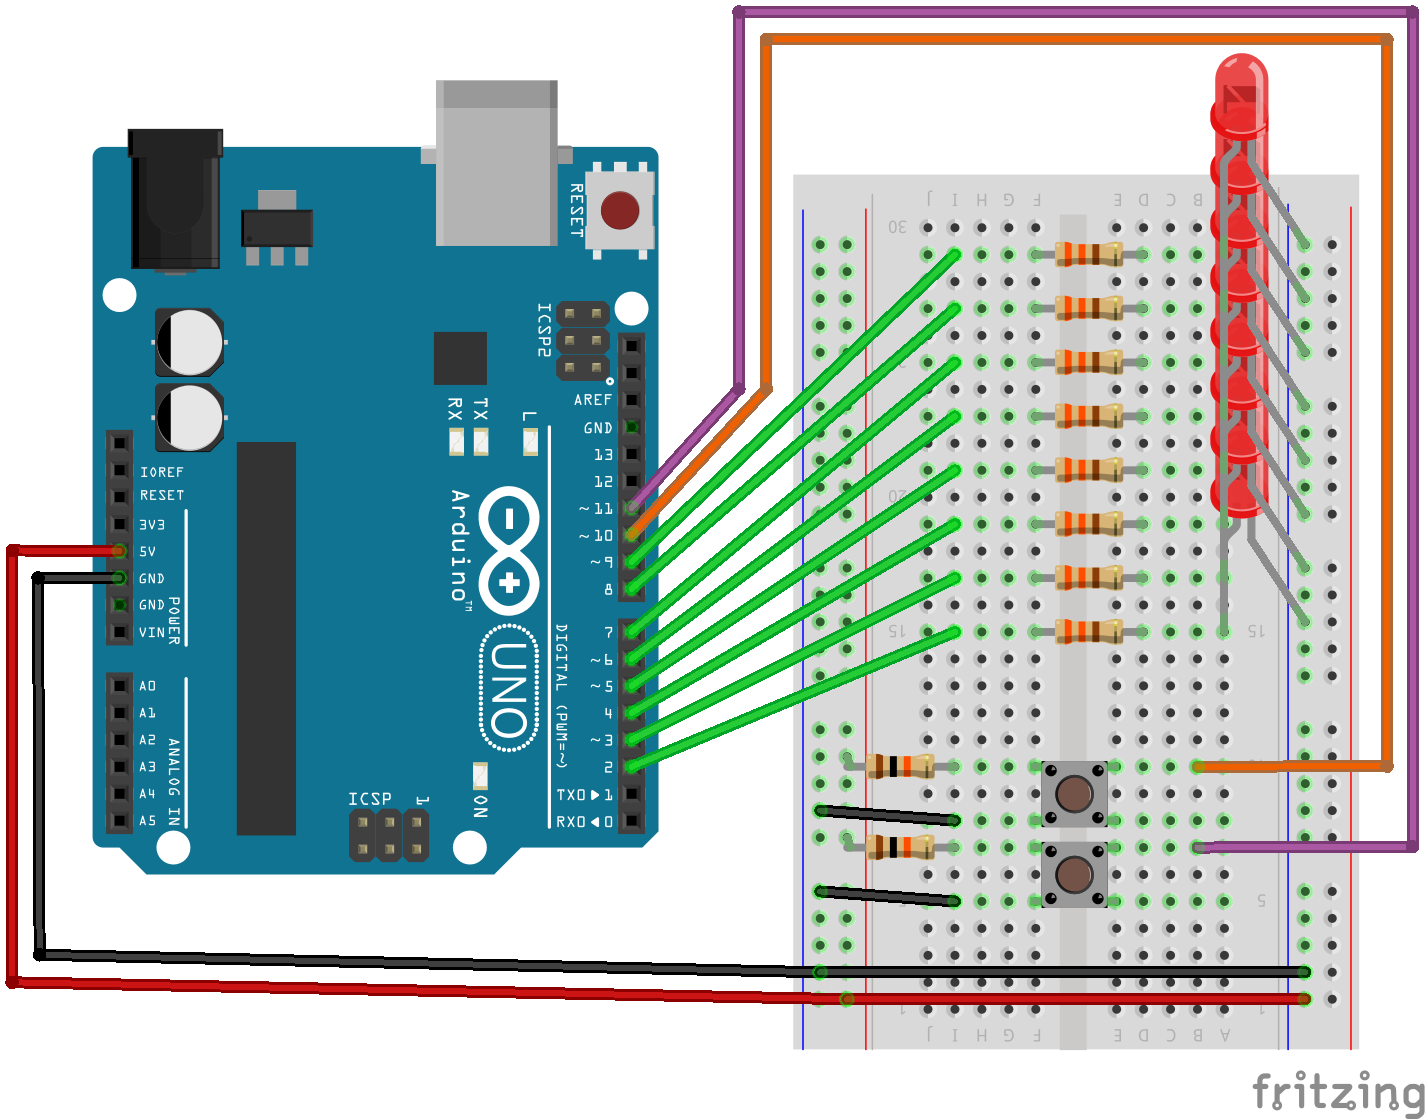 RESET
ICSP2
AREF
GND
13
12
~11
~10
~9
8
7
~6
~5
4
~3
2
TX0▶1
RX0◀0
RX
TX
L
Arduino™
UNO
DIGITAL (PWM=~)
IOREF
RESET
3V3
5V
GND
GND
VIN
POWER
A0
A1
A2
A3
A4
A5
ANALOG IN
ICSP
1
ON
J I H G F E D C B
30
20
15 15
5
1 1
J I H G F E D C B A
fritzing